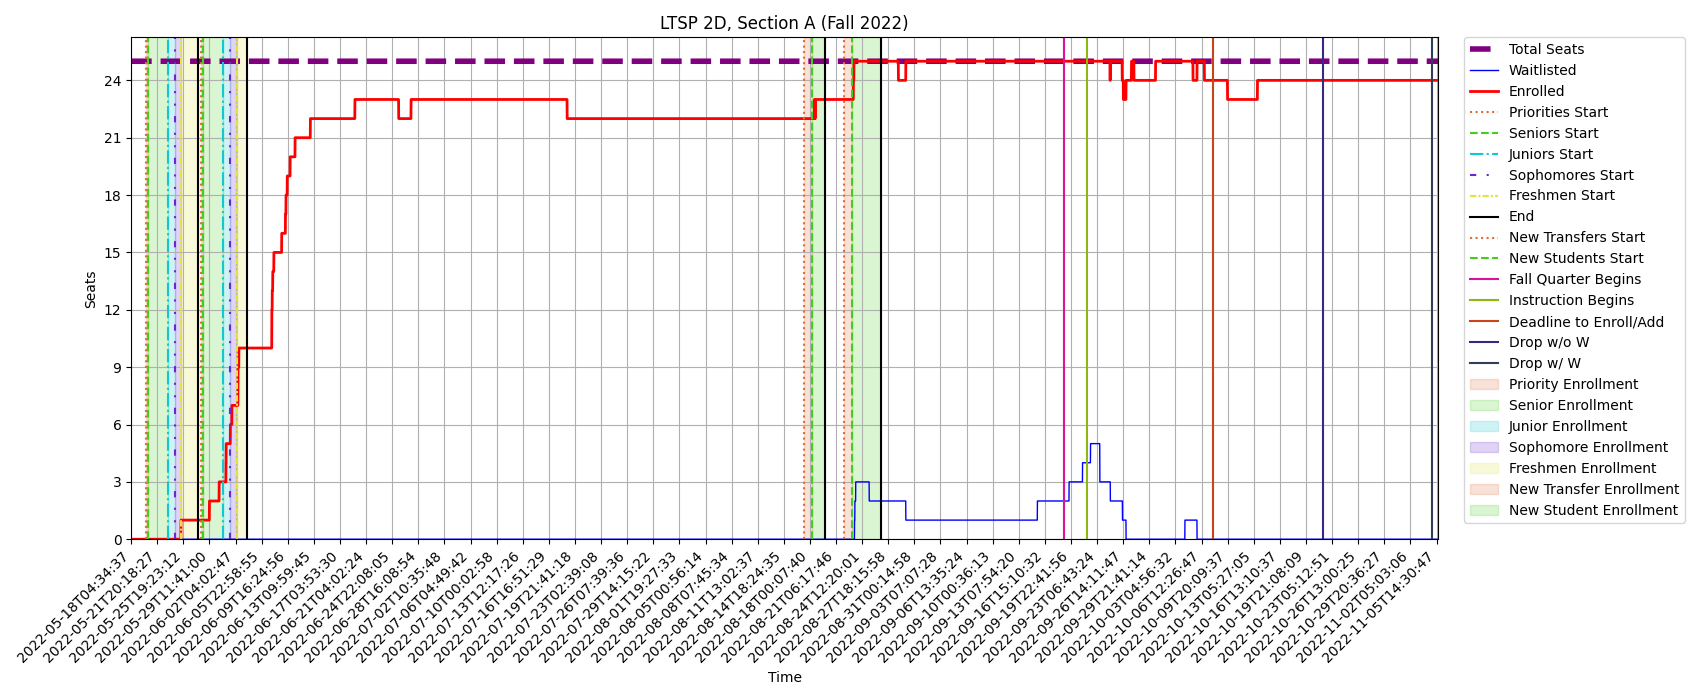 LTSP 2D, Section A (Fall 2022)
Seats
24
21
18
15
12
9
6
3
0
2022-05-18T04:34:37
2022-05-21T20:18:27
2022-05-25T19:23:12
2022-05-29T11:41:00
2022-06-02T04:02:47
2022-06-05T22:58:55
2022-06-09T16:24:56
2022-06-13T09:59:45
2022-06-17T03:53:30
2022-06-21T04:02:24
2022-06-24T22:08:05
2022-06-28T16:08:54
2022-07-02T10:35:48
2022-07-06T04:49:42
2022-07-10T00:02:58
2022-07-13T12:17:26
2022-07-16T16:51:29
2022-07-19T21:41:18
2022-07-23T02:39:08
2022-07-26T07:39:36
2022-07-29T14:15:22
2022-08-01T19:27:33
2022-08-05T00:56:14
2022-08-08T07:45:34
2022-08-11T13:02:37
2022-08-14T18:24:35
2022-08-18T00:07:40
2022-08-21T06:17:46
2022-08-24T12:20:01
2022-08-27T18:15:58
2022-08-31T00:14:58
2022-09-03T07:07:28
2022-09-06T13:35:24
2022-09-10T00:36:13
2022-09-13T07:54:20
2022-09-16T15:10:32
2022-09-19T22:41:56
2022-09-23T06:43:24
2022-09-26T14:11:47
2022-09-29T21:41:14
2022-10-03T04:56:32
2022-10-06T12:26:47
2022-10-09T20:09:37
2022-10-13T05:27:05
2022-10-16T13:10:37
2022-10-19T21:08:09
2022-10-23T05:12:51
2022-10-26T13:00:25
2022-10-29T20:36:27
2022-11-02T05:03:06
2022-11-05T14:30:47
Time
Total Seats
Waitlisted
Enrolled
Priorities Start
Seniors Start
Juniors Start
Sophomores Start
Freshmen Start
End
New Transfers Start
New Students Start
Fall Quarter Begins
Instruction Begins
Deadline to Enroll/Add
Drop w/o W
Drop w/ W
Priority Enrollment
Senior Enrollment
Junior Enrollment
Sophomore Enrollment
Freshmen Enrollment
New Transfer Enrollment
New Student Enrollment